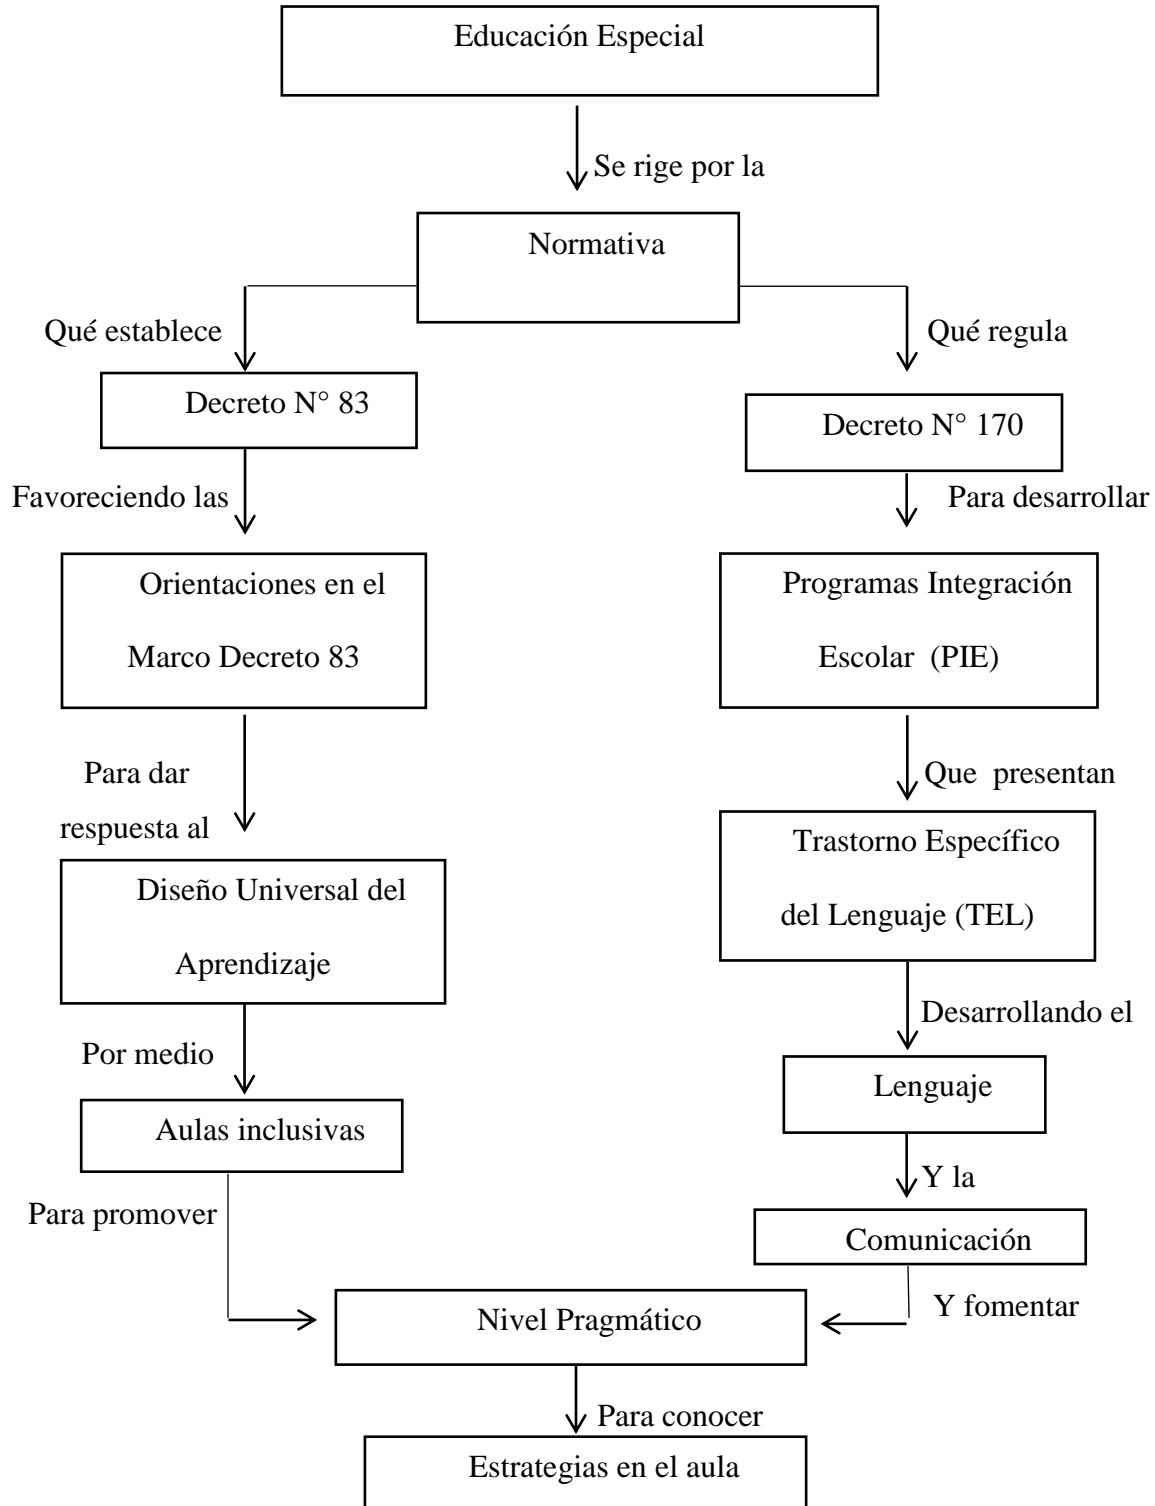 Educación Especial
Se rige por la
Normativa
Qué establece
Qué regula
Decreto N° 83
Decreto N° 170
Favoreciendo las
Para desarrollar
Orientaciones en el
Marco Decreto 83
Programas Integración
Escolar (PIE)
Para dar
respuesta al
Que presentan
Trastorno Específico
del Lenguaje (TEL)
Diseño Universal del
Aprendizaje
Desarrollando el
Por medio
Lenguaje
Aulas inclusivas
Y la
Para promover
Comunicación
Y fomentar
Nivel Pragmático
Para conocer
Estrategias en el aula